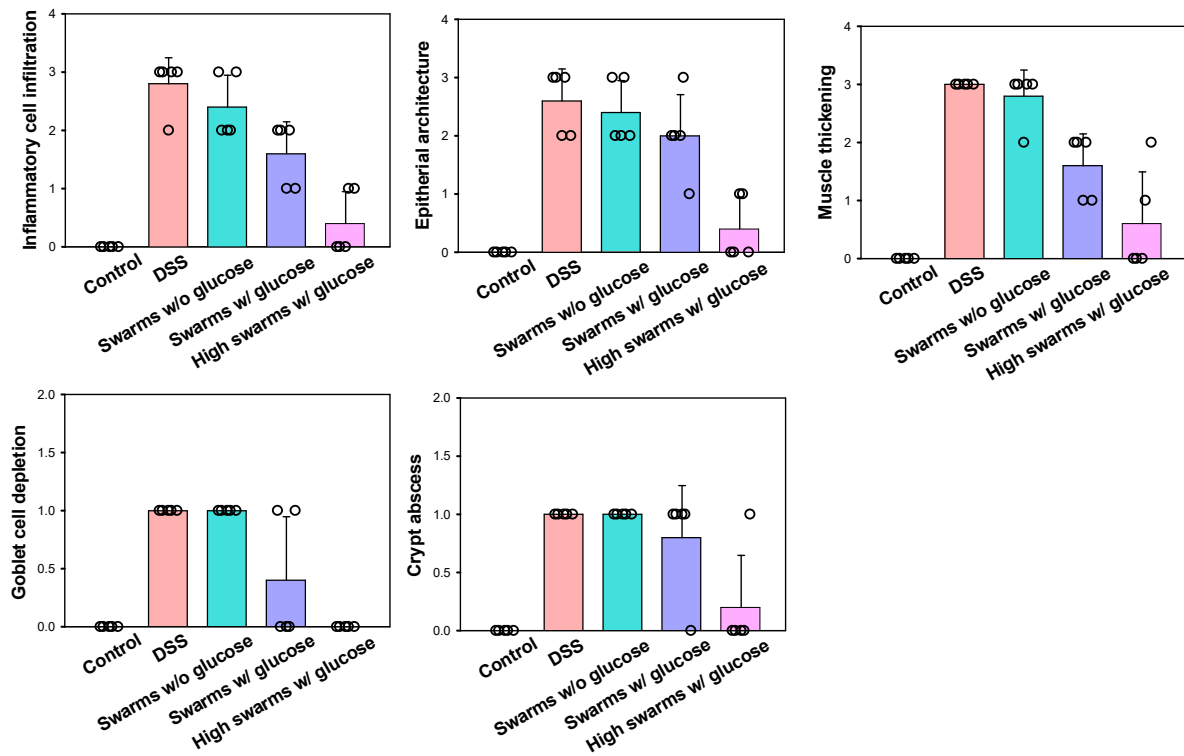 Inflammatory cell infiltration
4
3
2
1
0
Control
DSS
Swarms w/o glucose
Swarms w/ glucose
High swarms w/ glucose
Epitherial architecture
4
3
2
1
0
Control
DSS
Swarms w/o glucose
Swarms w/ glucose
High swarms w/ glucose
Muscle thickening
4
3
2
1
0
Control
DSS
Swarms w/o glucose
Swarms w/ glucose
High swarms w/ glucose
Goblet cell depletion
2.0
1.5
1.0
0.5
0.0
Control
DSS
Swarms w/o glucose
Swarms w/ glucose
High swarms w/ glucose
Crypt abscess
2.0
1.5
1.0
0.5
0.0
Control
DSS
Swarms w/o glucose
Swarms w/ glucose
High swarms w/ glucose